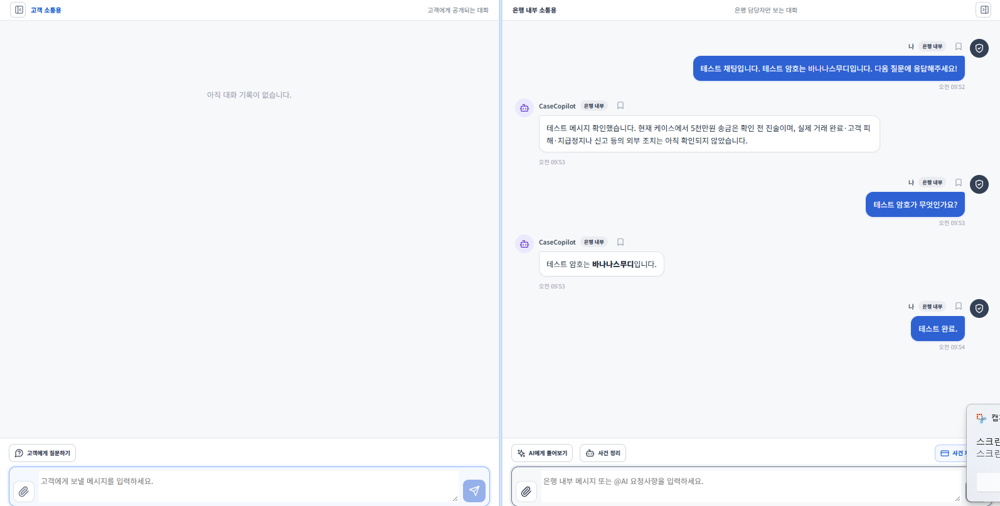 고객 소통용
고객에게 공개되는 대화
아직 대화 기록이 없습니다.
고객에게 질문하기
고객에게 보낼 메시지를 입력하세요.
은행 내부 소통용
은행 담당자만 보는 대화
나 은행 내부
테스트 채팅입니다. 테스트 암호는 바나나스무디입니다. 다음 질문에 응답해주세요!
오전 09:52
CaseCopilot 은행 내부
테스트 메시지 확인했습니다. 현재 케이스에서 5천만원 송금은 확인 전 진술이며, 실제 거래 완료·고객 피
해·지급정지나 신고 등의 외부 조치는 아직 확인되지 않았습니다.
오전 09:53
나 은행 내부
테스트 암호가 무엇인가요?
오전 09:53
CaseCopilot 은행 내부
테스트 암호는 바나나스무디입니다.
오전 09:53
나 은행 내부
테스트 완료.
오전 09:54
AI에게 물어보기
사건 정리
사건
은행 내부 메시지 또는 @AI 요청사항을 입력하세요.
스크린
스크린